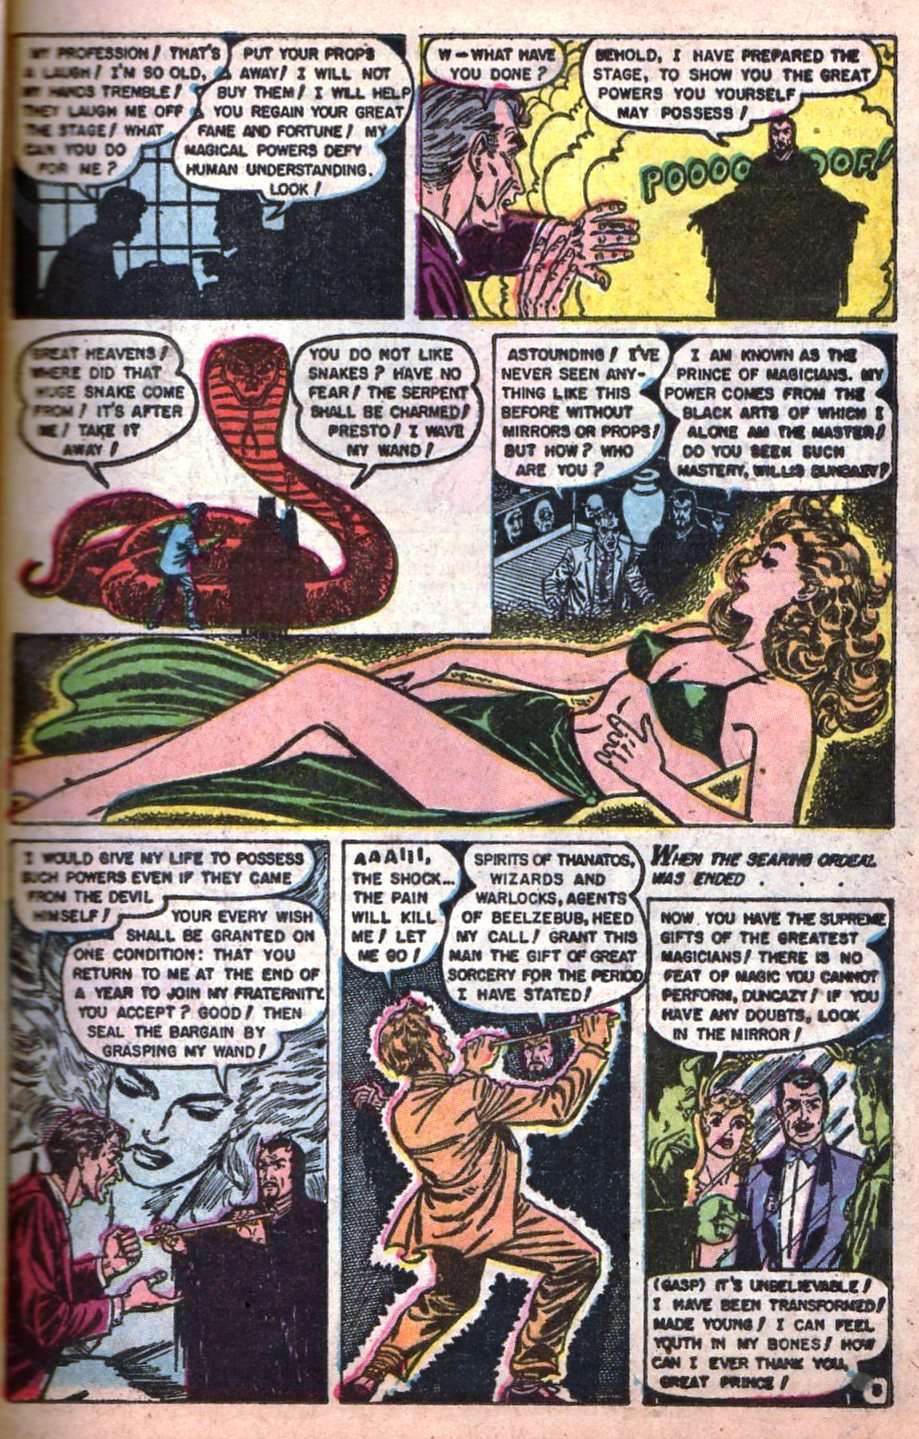 MY PROFESSION! THAT'S
A LAUGH! I'M SO OLD,
MY HANDS TREMBLE!
THEY LAUGH ME OFF
THE STAGE! WHAT
CAN YOU DO
FOR ME?
PUT YOUR PROPS
AWAY! I WILL NOT
BUY THEM! I WILL HELP
YOU REGAIN YOUR GREAT
FAME AND FORTUNE! MY
MAGICAL POWERS DEFY
HUMAN UNDERSTANDING.
LOOK!
W-WHAT HAVE
YOU DONE?
BEHOLD, I HAVE PREPARED THE
STAGE, TO SHOW YOU THE GREAT
POWERS YOU YOURSELF
MAY POSSESS!
POOOO OOF!
GREAT HEAVENS!
WHERE DID THAT
HUGE SNAKE COME
FROM! IT'S AFTER
ME! TAKE IT
AWAY!
YOU DO NOT LIKE
SNAKES? HAVE NO
FEAR! THE SERPENT
SHALL BE CHARMED!
PRESTO! I WAVE
MY WAND!
ASTOUNDING! I'VE
NEVER SEEN ANY-
THING LIKE THIS
BEFORE WITHOUT
MIRRORS OR PROPS!
BUT HOW? WHO
ARE YOU?
I AM KNOWN AS THE
PRINCE OF MAGICIANS. MY
POWER COMES FROM THE
BLACK ARTS OF WHICH I
ALONE AM THE MASTER!
DO YOU SEEK SUCH
MASTERY, WILLIS DUNCAZY?
I WOULD GIVE MY LIFE TO POSSESS
SUCH POWERS EVEN IF THEY CAME
FROM THE DEVIL
HIMSELF!
YOUR EVERY WISH
SHALL BE GRANTED ON
ONE CONDITION: THAT YOU
RETURN TO ME AT THE END OF
A YEAR TO JOIN MY FRATERNITY.
YOU ACCEPT? GOOD! THEN
SEAL THE BARGAIN BY
GRASPING MY WAND!
AAAIII,
THE SHOCK...
THE PAIN
WILL KILL
ME! LET
ME GO!
SPIRITS OF THANATOS,
WIZARDS AND
WARLOCKS, AGENTS
OF BEELZEBUB, HEED
MY CALL! GRANT THIS
MAN THE GIFT OF GREAT
SORCERY FOR THE PERIOD
I HAVE STATED!
WHEN THE SEARING ORDEAL
WAS ENDED . . . .
NOW, YOU HAVE THE SUPREME
GIFTS OF THE GREATEST
MAGICIANS! THERE IS NO
FEAT OF MAGIC YOU CANNOT
PERFORM, DUNCAZY! IF YOU
HAVE ANY DOUBTS, LOOK
IN THE MIRROR!
(GASP) IT'S UNBELIEVABLE!
I HAVE BEEN TRANSFORMED!
MADE YOUNG! I CAN FEEL
YOUTH IN MY BONES! HOW
CAN I EVER THANK YOU,
GREAT PRINCE!